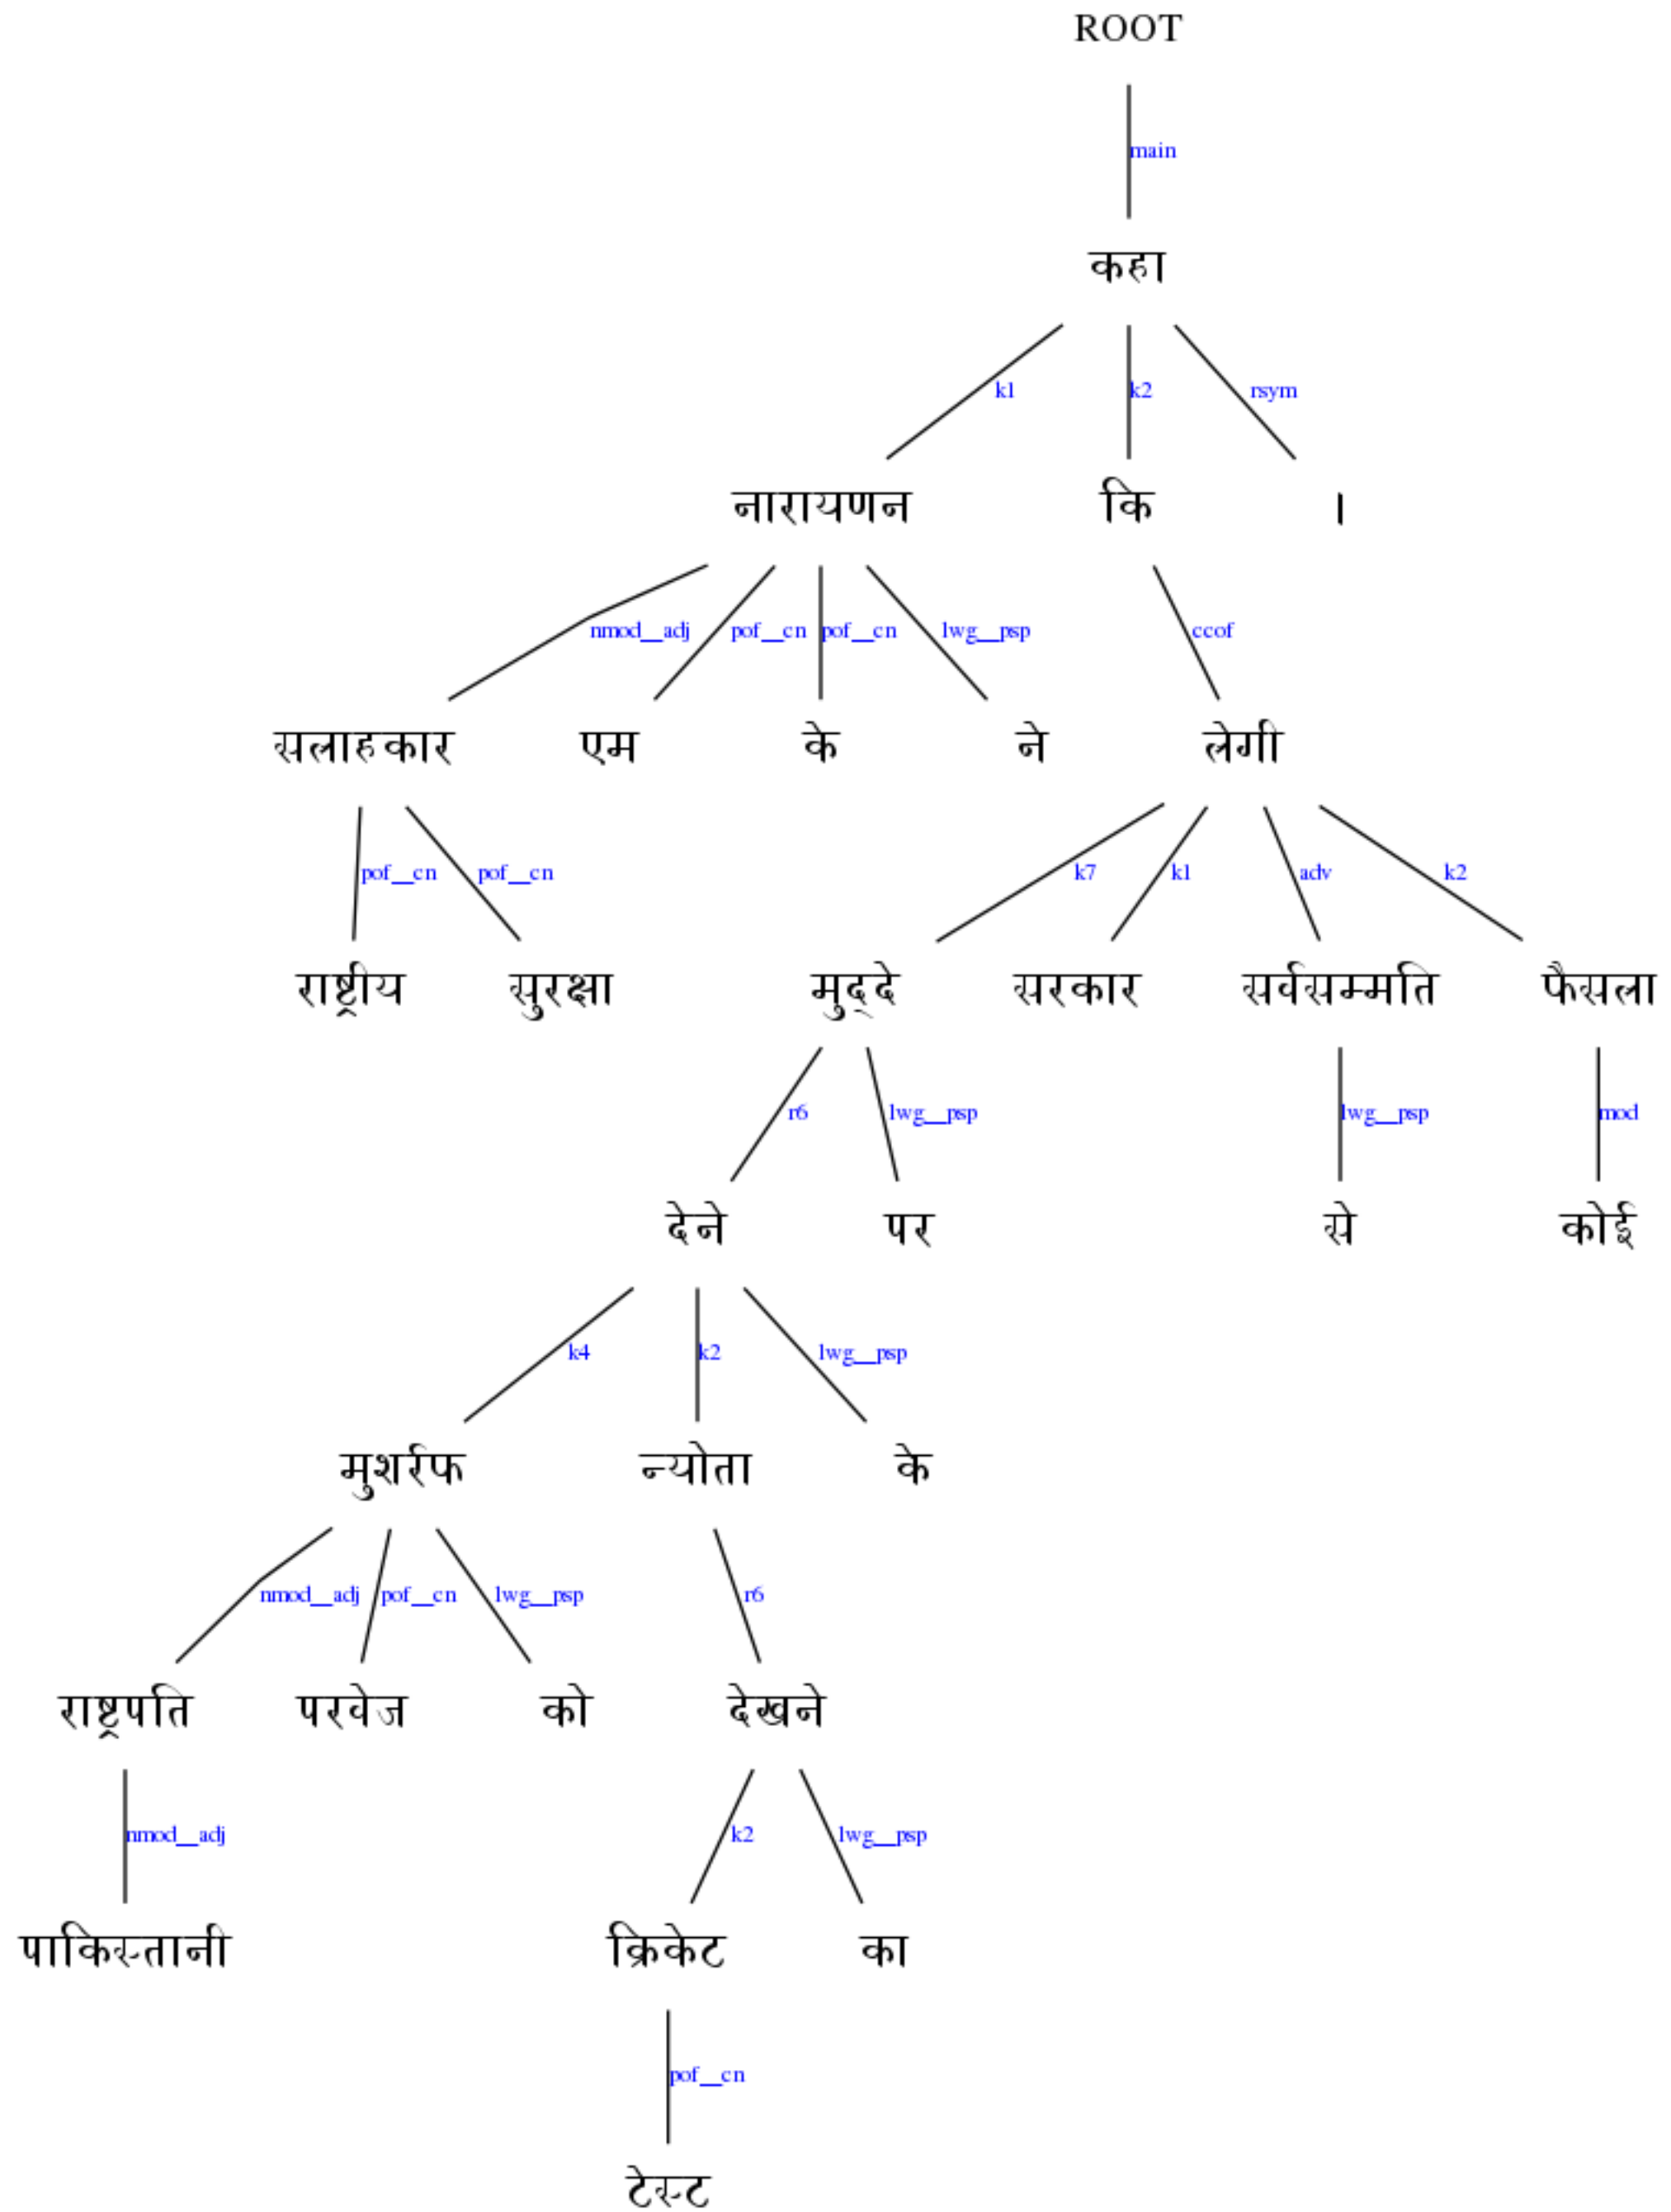 ROOT
main
कहा
k1 k2 rsym
नारायणन कि ।
nmod__adj pof__cn pof__cn lwg__psp ccof
सलाहकार एम के ने लेगी
pof__cn pof__cn k7 k1 adv k2
राष्ट्रीय सुरक्षा मुद्दे सरकार सर्वसम्मति फैसला
r6 lwg__psp lwg__psp mod
देने पर से कोई
k4 k2 lwg__psp
मुशर्रफ न्योता के
nmod__adj pof__cn lwg__psp r6
राष्ट्रपति परवेज को देखने
nmod__adj k2 lwg__psp
पाकिस्तानी क्रिकेट का
pof__cn
टेस्ट